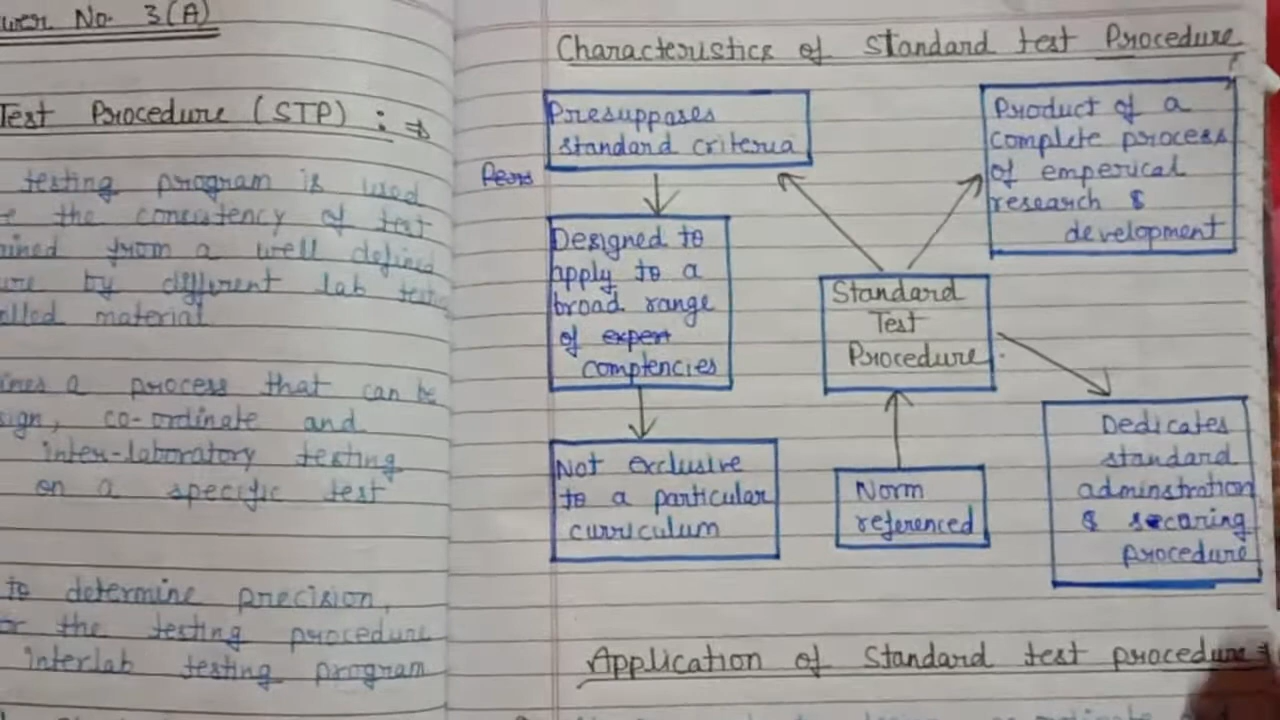 No. 3(A)
Test Procedure (STP) : ⇒
testing program is used
the consistency of test
from a well defined
by different lab
material
a process that can be
co-ordinate and
inter-laboratory testing
on a specific test
to determine precision,
the testing procedure
interlab testing program
Characteristics of Standard test Procedure
Presupposes
standard criteria
Designed to
apply to a
broad range
of expert
comptencies
Not exclusive
to a particular
curriculum
Product of a
complete process
of emperical
research &
development
Standard
Test
Procedure
Norm
referenced
Dedicates
standard
adminstration
& securing
procedure
Application of Standard test procedure